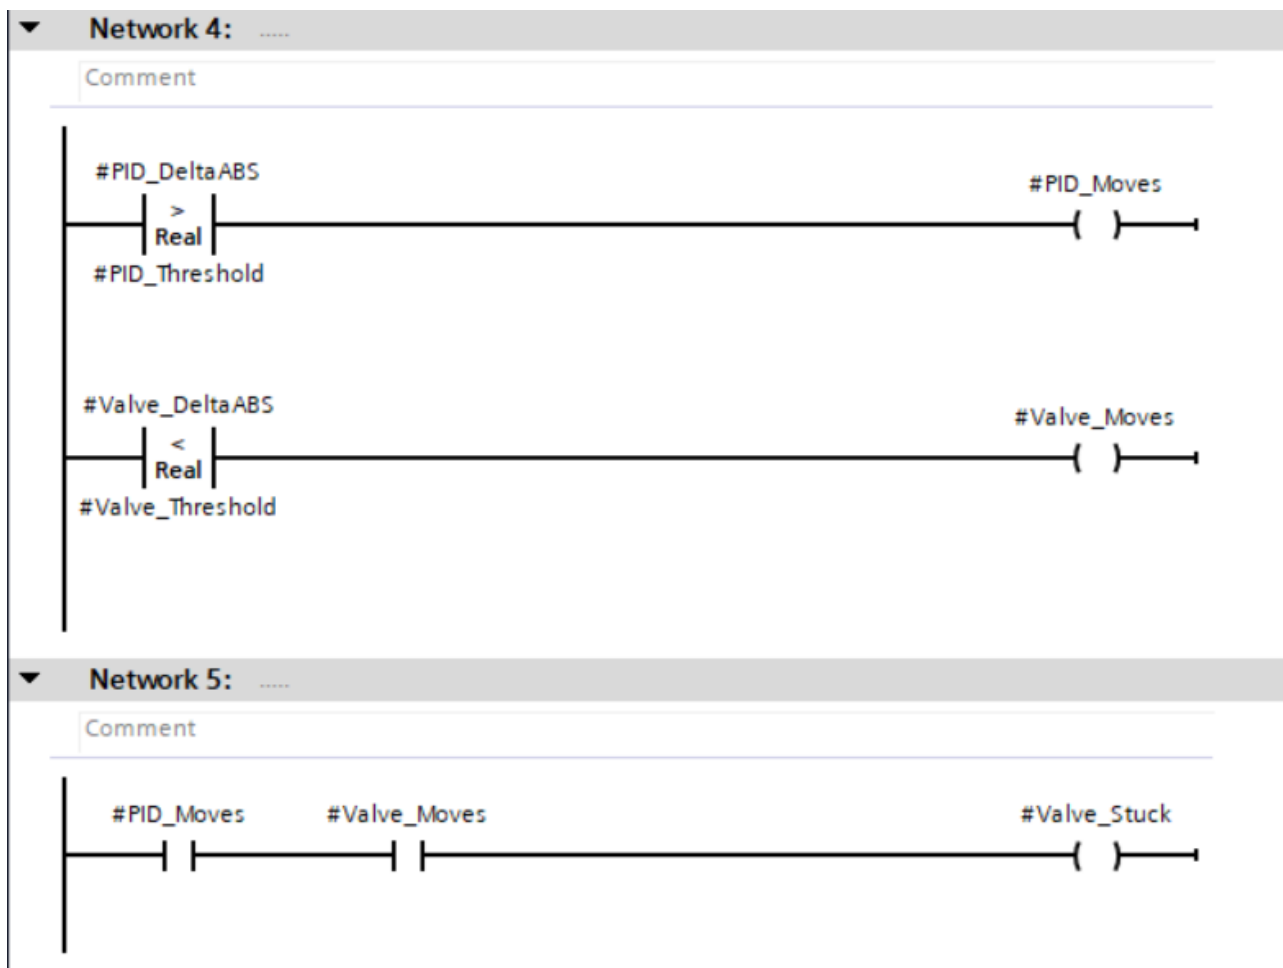 Network 4: .....
Comment
#PID_DeltaABS
#PID_Moves
>
Real
#PID_Threshold
#Valve_DeltaABS
#Valve_Moves
<
Real
#Valve_Threshold
Network 5: .....
Comment
#PID_Moves #Valve_Moves #Valve_Stuck